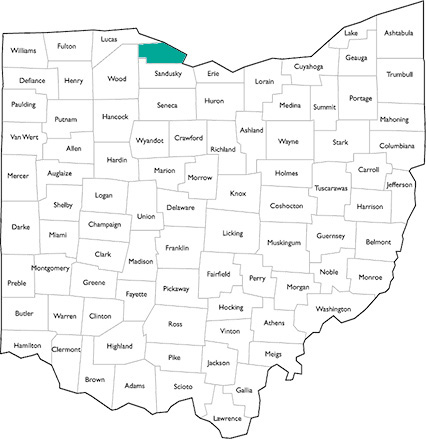 Williams
Fulton
Lucas
Lake
Ashtabula
Geauga
Cuyahoga
Defiance
Henry
Wood
Sandusky
Erie
Lorain
Trumbull
Paulding
Putnam
Hancock
Seneca
Huron
Medina
Summit
Portage
Mahoning
Van Wert
Allen
Wyandot
Crawford
Richland
Ashland
Wayne
Stark
Columbiana
Hardin
Mercer
Auglaize
Marion
Morrow
Holmes
Carroll
Jefferson
Logan
Knox
Tuscarawas
Shelby
Union
Delaware
Coshocton
Harrison
Darke
Miami
Champaign
Licking
Muskingum
Guernsey
Belmont
Clark
Madison
Franklin
Montgomery
Fairfield
Perry
Noble
Monroe
Preble
Greene
Fayette
Pickaway
Morgan
Hocking
Washington
Butler
Warren
Clinton
Ross
Vinton
Athens
Hamilton
Clermont
Highland
Pike
Jackson
Meigs
Brown
Adams
Scioto
Gallia
Lawrence